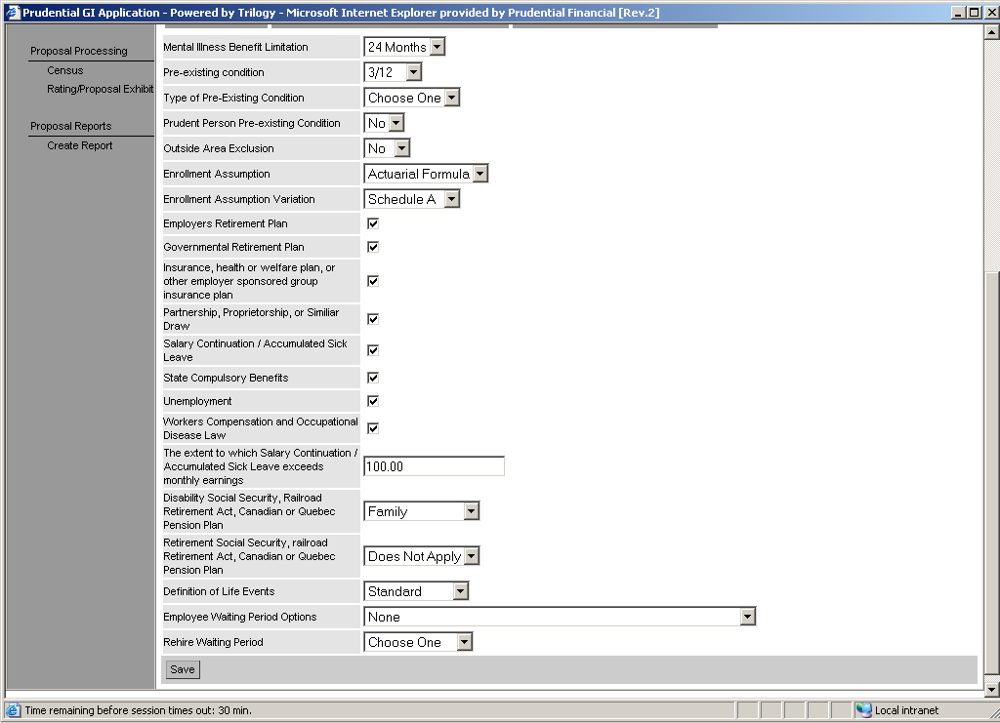 Prudential GI Application - Powered by Trilogy - Microsoft Internet Explorer provided by Prudential Financial [Rev.2]
Proposal Processing
Census
Rating/Proposal Exhibit
Proposal Reports
Create Report
Mental Illness Benefit Limitation
24 Months
Pre-existing condition
3/12
Type of Pre-Existing Condition
Choose One
Prudent Person Pre-existing Condition
No
Outside Area Exclusion
No
Enrollment Assumption
Actuarial Formula
Enrollment Assumption Variation
Schedule A
Employers Retirement Plan
Governmental Retirement Plan
Insurance, health or welfare plan, or
other employer sponsored group
insurance plan
Partnership, Proprietorship, or Similiar
Draw
Salary Continuation / Accumulated Sick
Leave
State Compulsory Benefits
Unemployment
Workers Compensation and Occupational
Disease Law
The extent to which Salary Continuation /
Accumulated Sick Leave exceeds
monthly earnings
100.00
Disability Social Security, Railroad
Retirement Act, Canadian or Quebec
Pension Plan
Family
Retirement Social Security, railroad
Retirement Act, Canadian or Quebec
Pension Plan
Does Not Apply
Definition of Life Events
Standard
Employee Waiting Period Options
None
Rehire Waiting Period
Choose One
Save
Time remaining before session times out: 30 min.
Local intranet